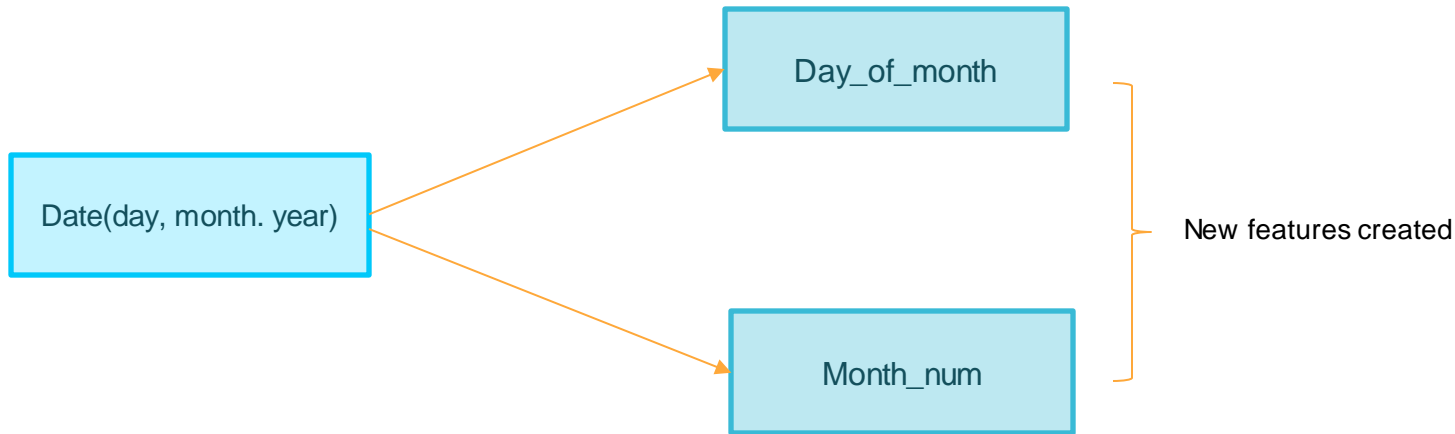 Day_of_month
Date(day, month. year)
New features created
Month_num